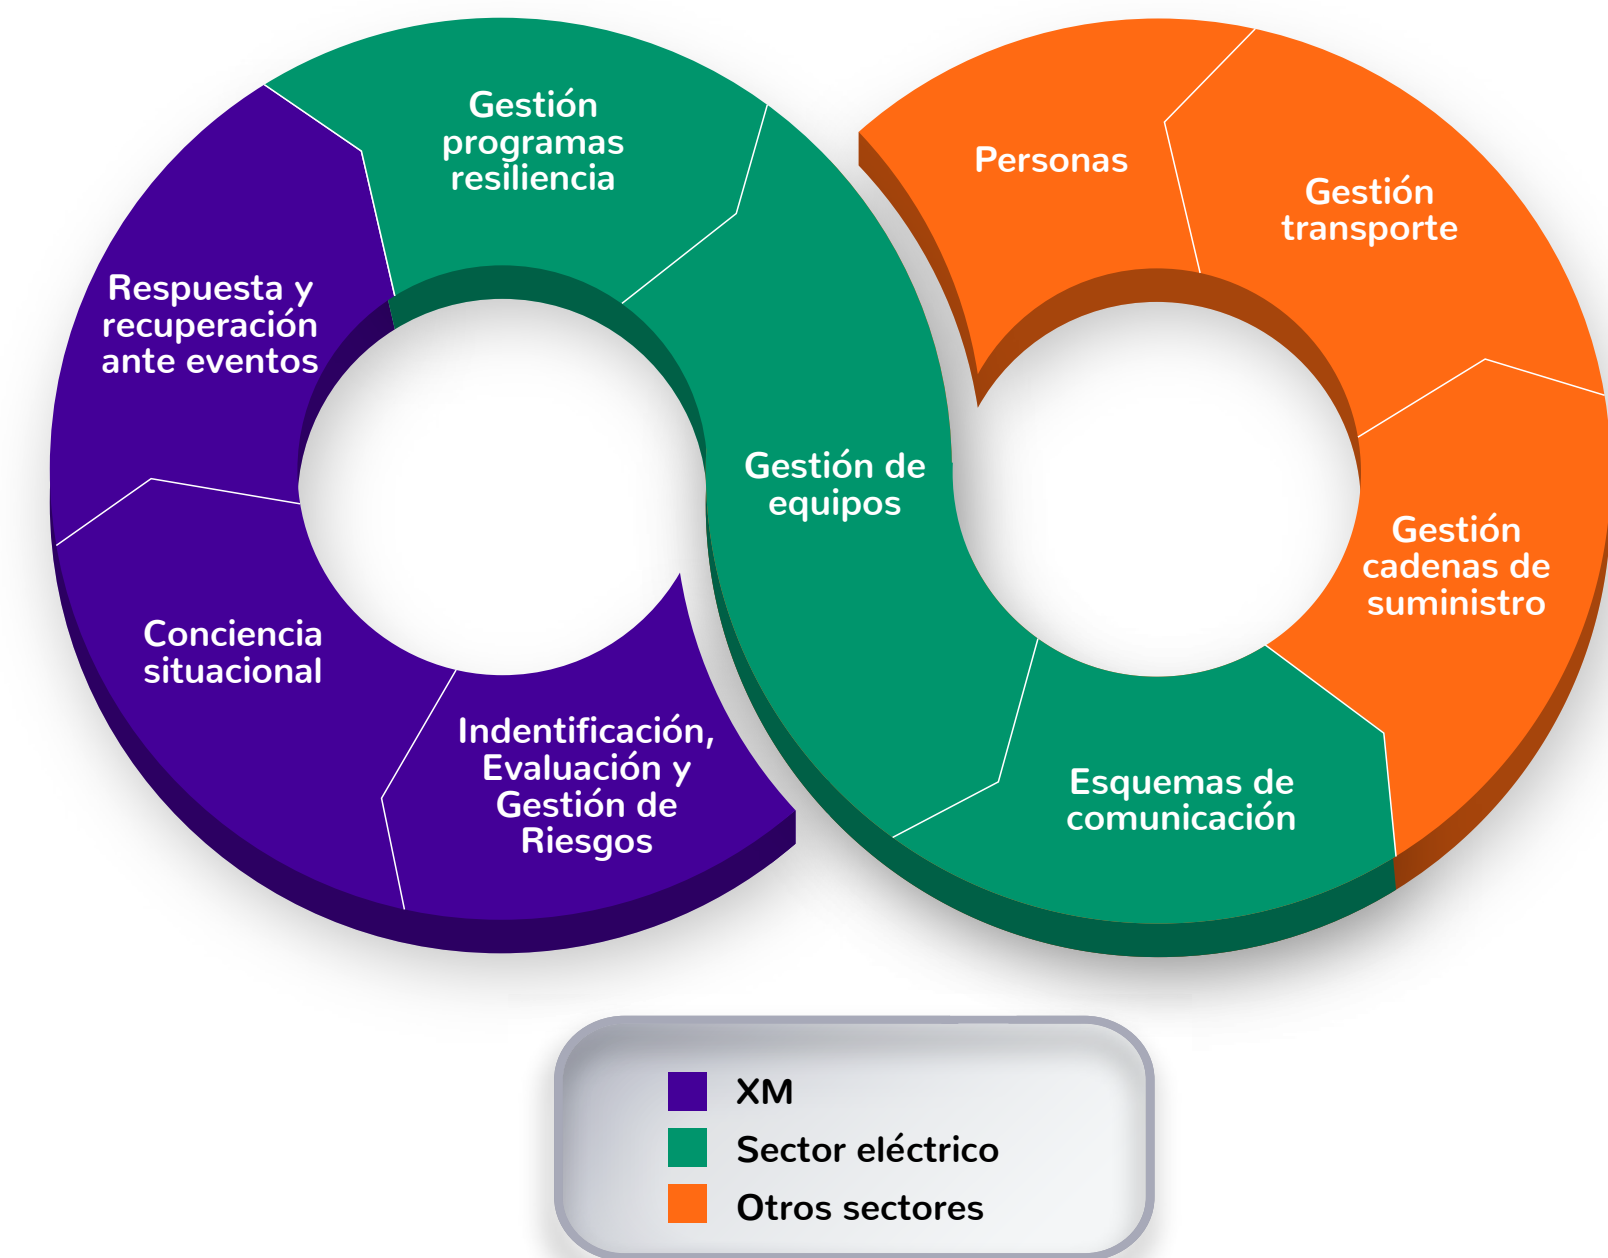 Gestión
programas
resiliencia
Personas
Gestión
transporte
Respuesta y
recuperación
ante eventos
Gestión de
equipos
Gestión
cadenas de
suministro
Conciencia
situacional
Indentificación,
Evaluación y
Gestión de
Riesgos
Esquemas de
comunicación
XM
Sector eléctrico
Otros sectores